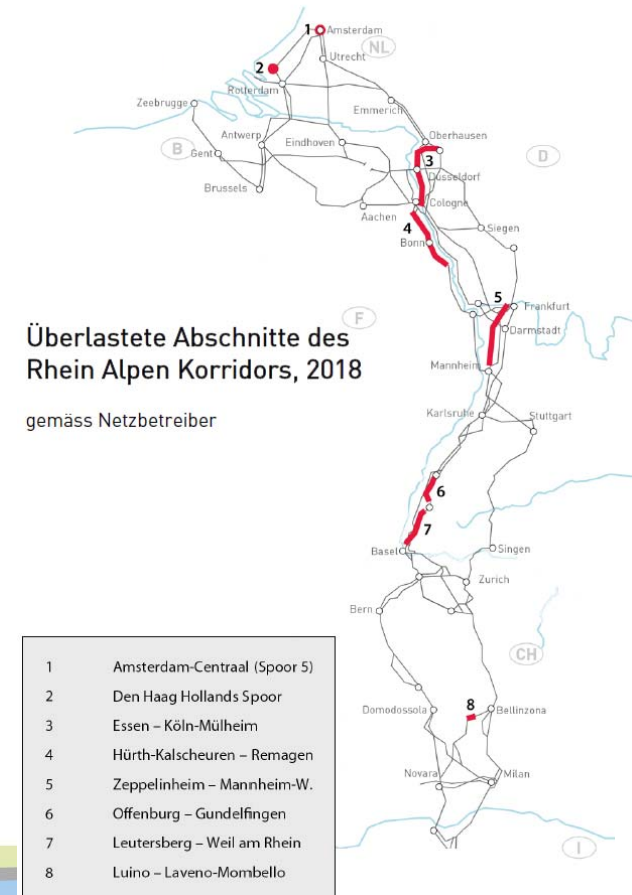 1 Amsterdam
NL
Utrecht
2
Rotterdam
Zeebrugge
Emmerich
Antwerp
Eindhoven
Oberhausen
B
Gent
3
D
Düsseldorf
Brussels
Aachen
Cologne
4
Siegen
Bonn
5
Frankfurt
F
Darmstadt
Überlastete Abschnitte des
Rhein Alpen Korridors, 2018
gemäss Netzbetreiber
Mannheim
Karlsruhe
Stuttgart
6
7
Basel
Singen
Zurich
Bern
CH
8
Domodossola
Bellinzona
Novara
Milan
I
1 Amsterdam-Centraal (Spoor 5)
2 Den Haag Hollands Spoor
3 Essen – Köln-Mülheim
4 Hürth-Kalscheuren – Remagen
5 Zeppelinheim – Mannheim-W.
6 Offenburg – Gundelfingen
7 Leutersberg – Weil am Rhein
8 Luino – Laveno-Mombello